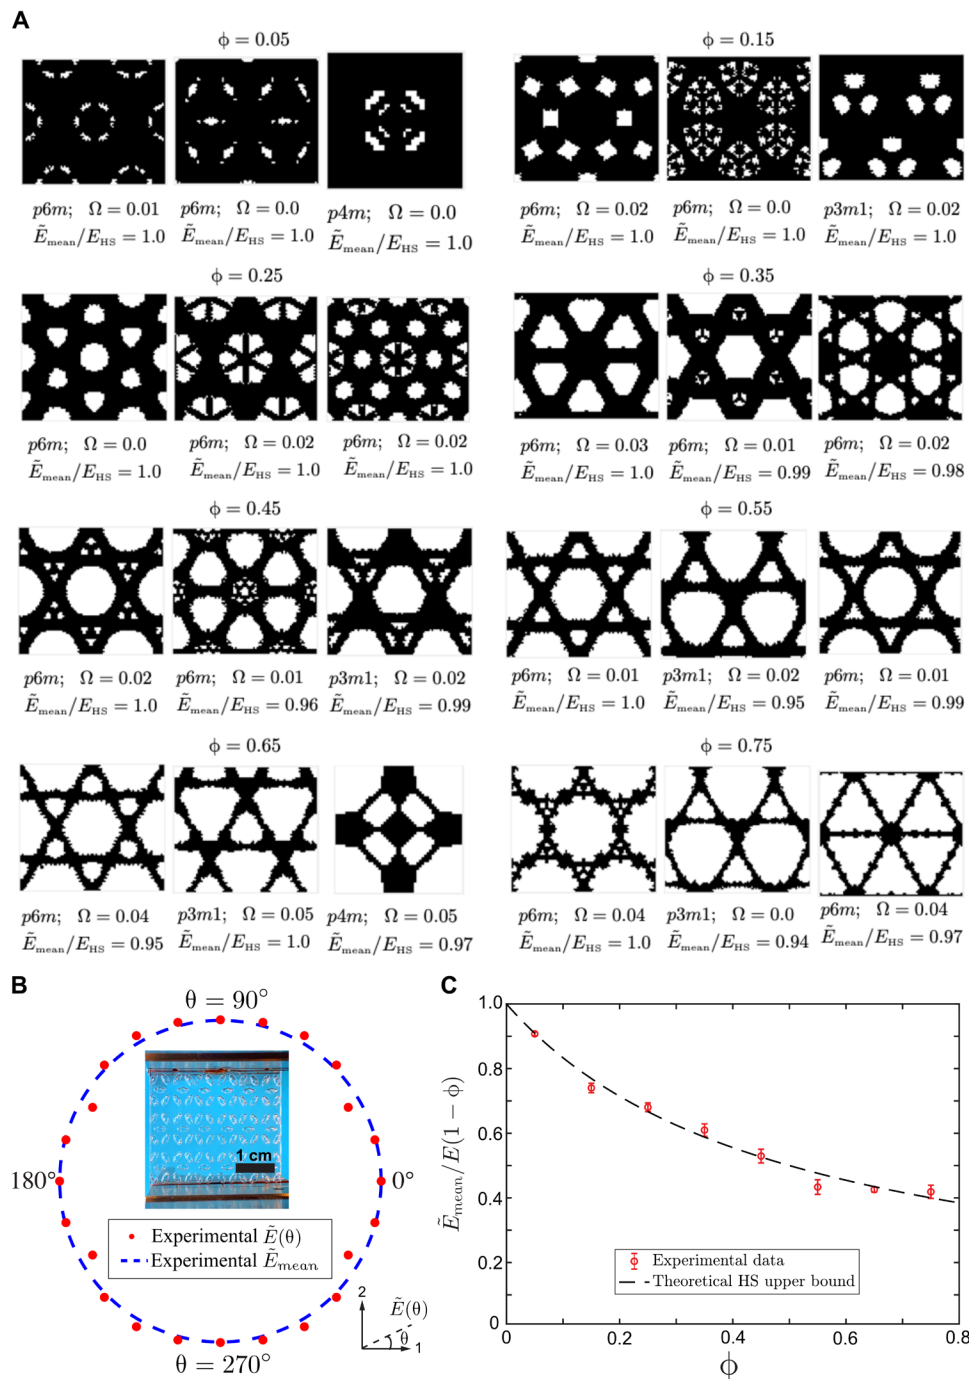 A
ϕ = 0.05
p6m; Ω = 0.01
Ẽmean/EHS = 1.0
p6m; Ω = 0.0
Ẽmean/EHS = 1.0
p4m; Ω = 0.0
Ẽmean/EHS = 1.0
ϕ = 0.15
p6m; Ω = 0.02
Ẽmean/EHS = 1.0
p6m; Ω = 0.0
Ẽmean/EHS = 1.0
p3m1; Ω = 0.02
Ẽmean/EHS = 1.0
ϕ = 0.25
p6m; Ω = 0.0
Ẽmean/EHS = 1.0
p6m; Ω = 0.02
Ẽmean/EHS = 1.0
p6m; Ω = 0.02
Ẽmean/EHS = 1.0
ϕ = 0.35
p6m; Ω = 0.03
Ẽmean/EHS = 1.0
p6m; Ω = 0.01
Ẽmean/EHS = 0.99
p6m; Ω = 0.02
Ẽmean/EHS = 0.98
ϕ = 0.45
p6m; Ω = 0.02
Ẽmean/EHS = 1.0
p6m; Ω = 0.01
Ẽmean/EHS = 0.96
p3m1; Ω = 0.02
Ẽmean/EHS = 0.99
ϕ = 0.55
p6m; Ω = 0.01
Ẽmean/EHS = 1.0
p3m1; Ω = 0.02
Ẽmean/EHS = 0.95
p6m; Ω = 0.01
Ẽmean/EHS = 0.99
ϕ = 0.65
p6m; Ω = 0.04
Ẽmean/EHS = 0.95
p3m1; Ω = 0.05
Ẽmean/EHS = 1.0
p4m; Ω = 0.05
Ẽmean/EHS = 0.97
ϕ = 0.75
p6m; Ω = 0.04
Ẽmean/EHS = 1.0
p3m1; Ω = 0.0
Ẽmean/EHS = 0.94
p6m; Ω = 0.04
Ẽmean/EHS = 0.97
B
θ = 90°
180°
0°
1 cm
Experimental Ẽ(θ)
Experimental Ẽmean
θ = 270°
2
Ẽ(θ)
θ
1
C
1.0
0.8
0.6
0.4
0.2
0
Ẽmean/E(1 − ϕ)
Experimental data
Theoretical HS upper bound
0
0.2
0.4
0.6
0.8
ϕ